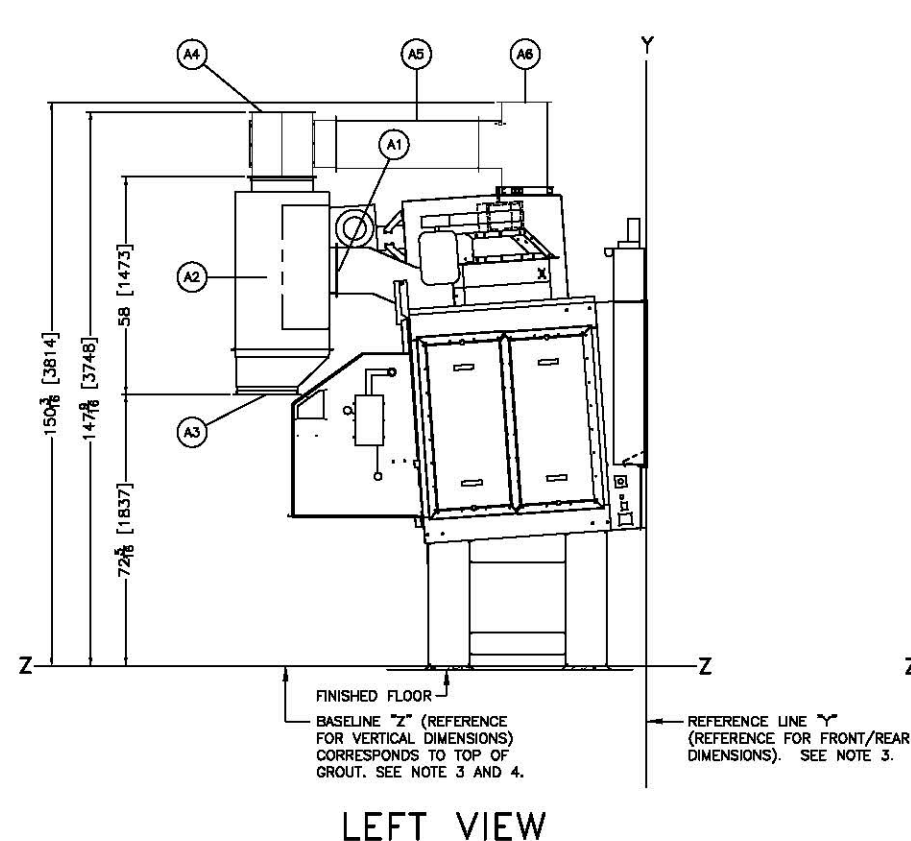 A4
A5
A6
Y
A1
A2
X
A3
150 3/16 [3814]
147 9/16 [3748]
58 [1473]
72 5/16 [1837]
Z
Z
Z
FINISHED FLOOR
BASELINE "Z" (REFERENCE
FOR VERTICAL DIMENSIONS)
CORRESPONDS TO TOP OF
GROUT. SEE NOTE 3 AND 4.
REFERENCE LINE "Y"
(REFERENCE FOR FRONT/REAR
DIMENSIONS). SEE NOTE 3.
LEFT VIEW